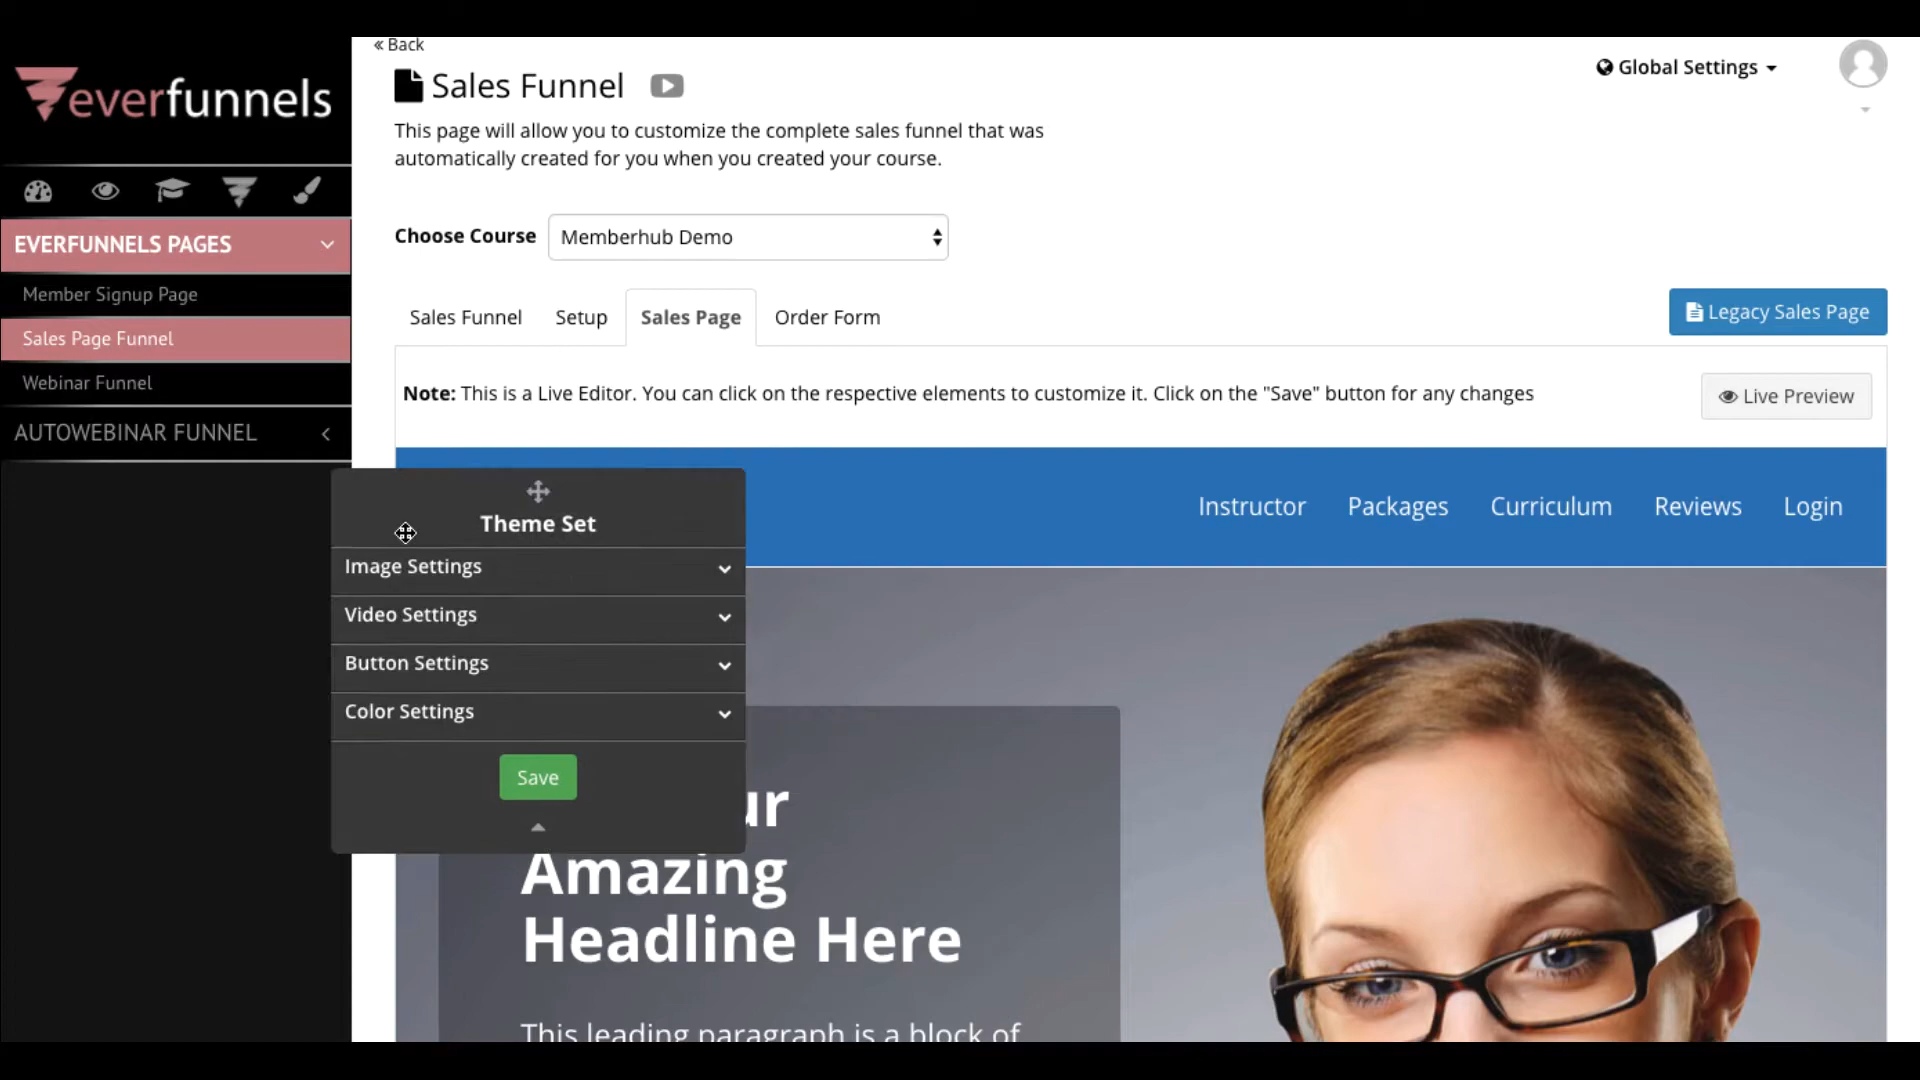 « Back
everfunnels
Sales Funnel
Global Settings
This page will allow you to customize the complete sales funnel that was
automatically created for you when you created your course.
Choose Course
Memberhub Demo
EVERFUNNELS PAGES
Member Signup Page
Sales Page Funnel
Webinar Funnel
AUTOWEBINAR FUNNEL
Sales Funnel
Setup
Sales Page
Order Form
Legacy Sales Page
Note: This is a Live Editor. You can click on the respective elements to customize it. Click on the "Save" button for any changes
Live Preview
Instructor
Packages
Curriculum
Reviews
Login
Theme Set
Image Settings
Video Settings
Button Settings
Color Settings
Save
Amazing
Headline Here
This leading paragraph is a block of